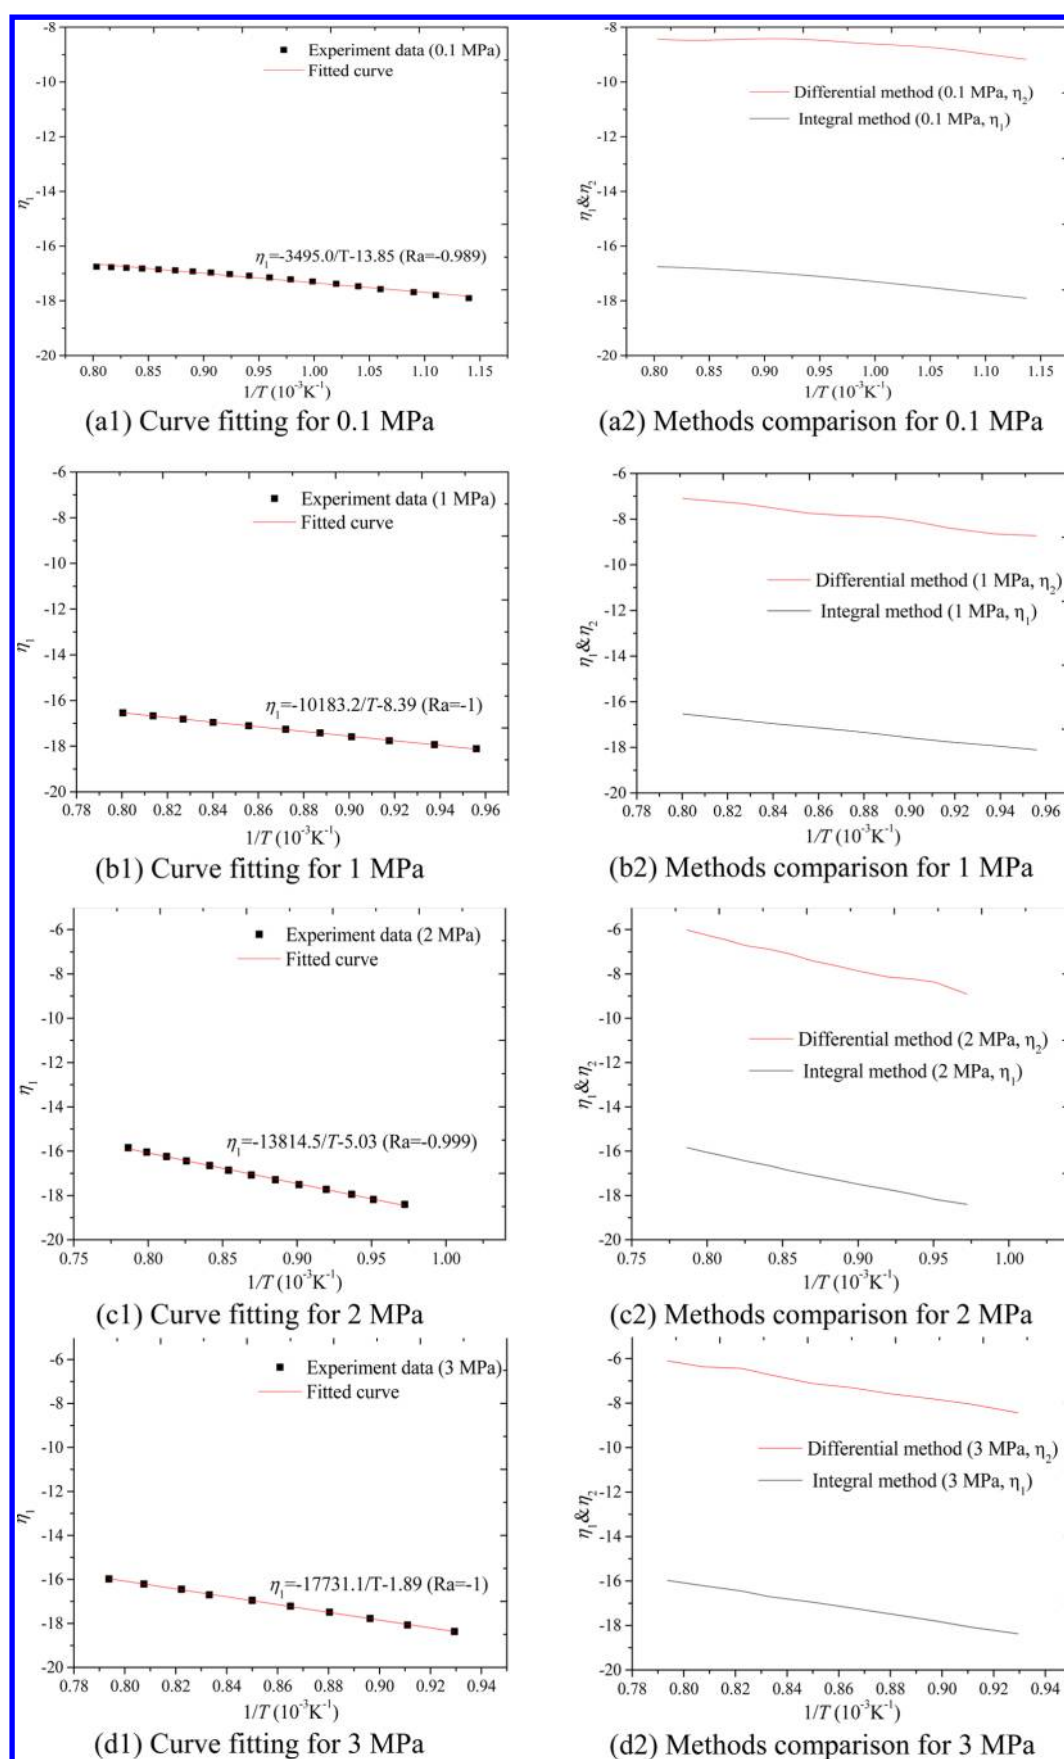 -8
-10
-12
-14
-16
-18
-20
η₁
Experiment data (0.1 MPa)
Fitted curve
η₁=-3495.0/T-13.85 (Ra=-0.989)
0.80 0.85 0.90 0.95 1.00 1.05 1.10 1.15
1/T (10⁻³K⁻¹)
(a1) Curve fitting for 0.1 MPa
-8
-10
-12
-14
-16
-18
-20
η₁&η₂
Differential method (0.1 MPa, η₂)
Integral method (0.1 MPa, η₁)
0.80 0.85 0.90 0.95 1.00 1.05 1.10 1.15
1/T (10⁻³K⁻¹)
(a2) Methods comparison for 0.1 MPa
-6
-8
-10
-12
-14
-16
-18
-20
η₁
Experiment data (1 MPa)
Fitted curve
η₁=-10183.2/T-8.39 (Ra=-1)
0.78 0.80 0.82 0.84 0.86 0.88 0.90 0.92 0.94 0.96
1/T (10⁻³K⁻¹)
(b1) Curve fitting for 1 MPa
-6
-8
-10
-12
-14
-16
-18
-20
η₁&η₂
Differential method (1 MPa, η₂)
Integral method (1 MPa, η₁)
0.78 0.80 0.82 0.84 0.86 0.88 0.90 0.92 0.94 0.96
1/T (10⁻³K⁻¹)
(b2) Methods comparison for 1 MPa
-6
-8
-10
-12
-14
-16
-18
-20
η₁
Experiment data (2 MPa)
Fitted curve
η₁=-13814.5/T-5.03 (Ra=-0.999)
0.75 0.80 0.85 0.90 0.95 1.00
1/T (10⁻³K⁻¹)
(c1) Curve fitting for 2 MPa
-6
-8
-10
-12
-14
-16
-18
-20
η₁&η₂
Differential method (2 MPa, η₂)
Integral method (2 MPa, η₁)
0.75 0.80 0.85 0.90 0.95 1.00
1/T (10⁻³K⁻¹)
(c2) Methods comparison for 2 MPa
-6
-8
-10
-12
-14
-16
-18
-20
η₁
Experiment data (3 MPa)
Fitted curve
η₁=-17731.1/T-1.89 (Ra=-1)
0.78 0.80 0.82 0.84 0.86 0.88 0.90 0.92 0.94
1/T (10⁻³K⁻¹)
(d1) Curve fitting for 3 MPa
-6
-8
-10
-12
-14
-16
-18
-20
η₁&η₂
Differential method (3 MPa, η₂)
Integral method (3 MPa, η₁)
0.78 0.80 0.82 0.84 0.86 0.88 0.90 0.92 0.94
1/T (10⁻³K⁻¹)
(d2) Methods comparison for 3 MPa